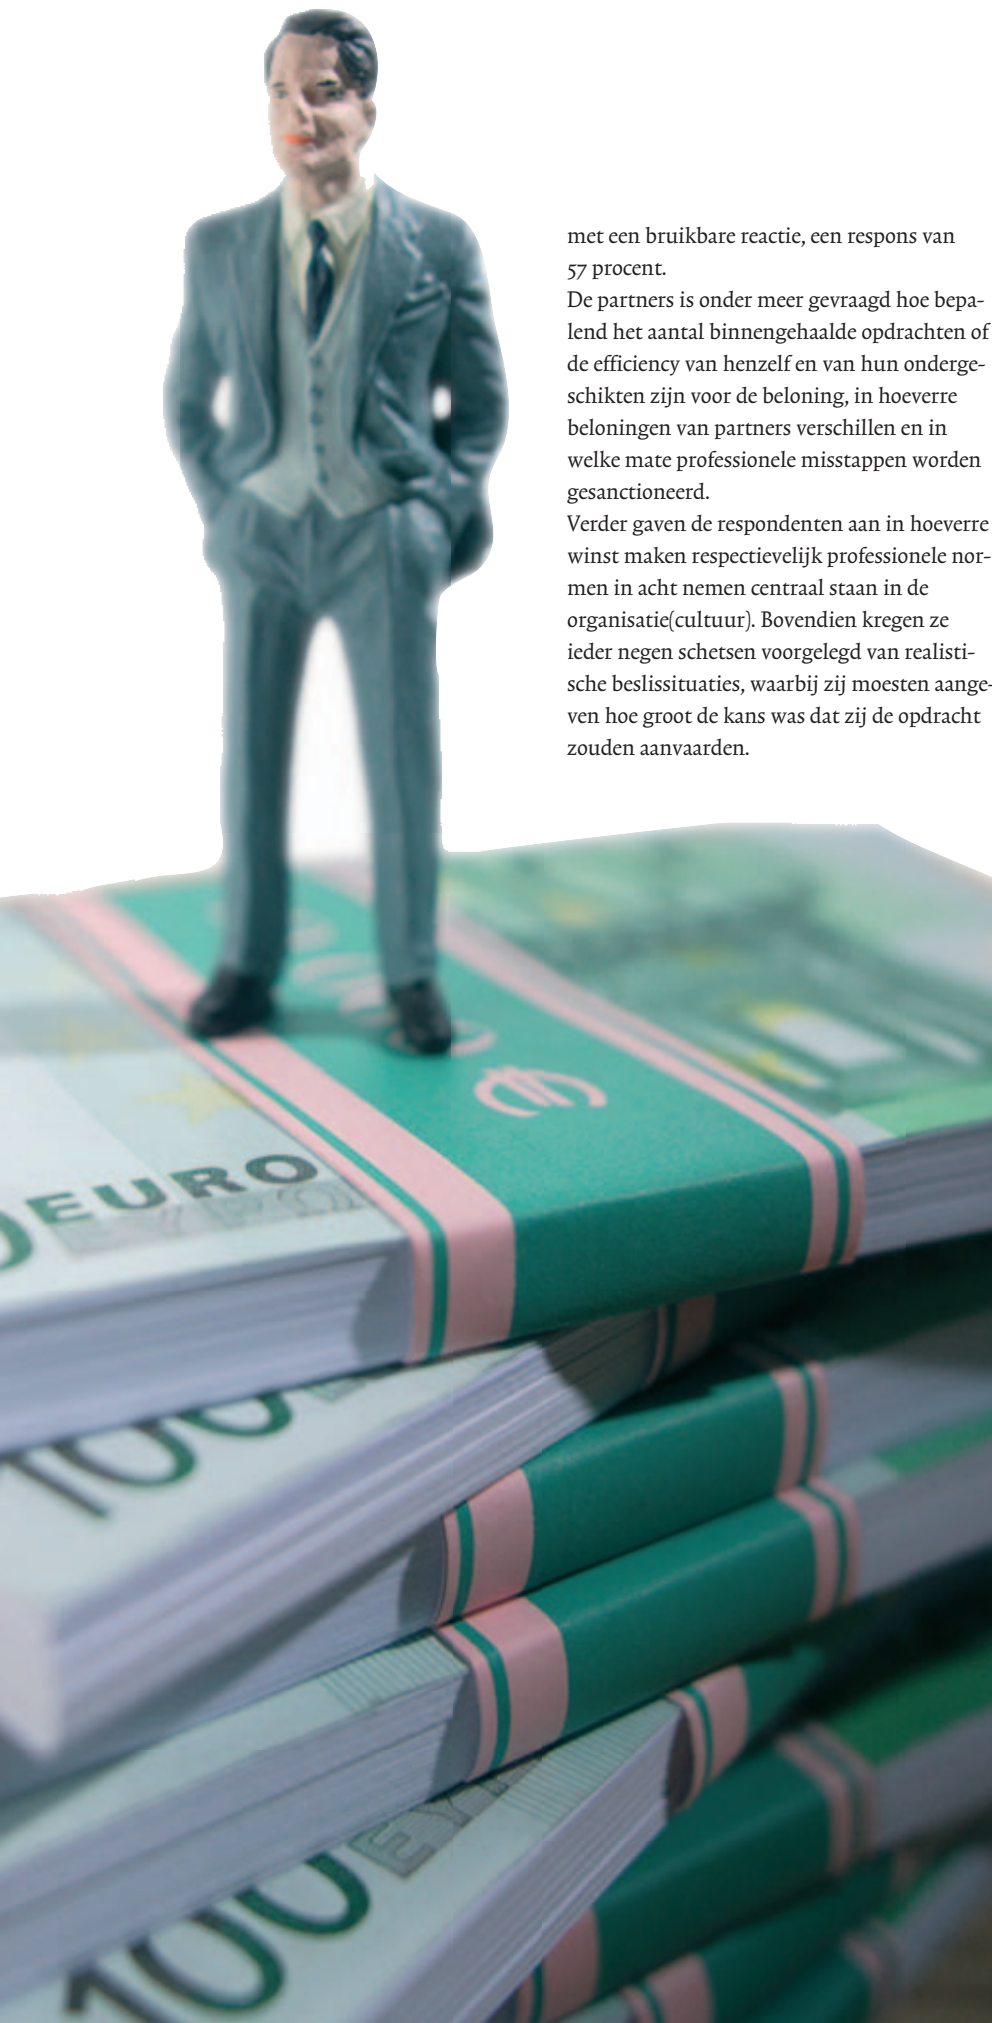 met een bruikbare reactie, een respons van
57 procent.
De partners is onder meer gevraagd hoe bepa-
lend het aantal binnengehaalde opdrachten of
de efficiency van henzelf en van hun onderge-
schikten zijn voor de beloning, in hoeverre
beloningen van partners verschillen en in
welke mate professionele misstappen worden
gesanctioneerd.
Verder gaven de respondenten aan in hoeverre
winst maken respectievelijk professionele nor-
men in acht nemen centraal staan in de
organisatie(cultuur). Bovendien kregen ze
ieder negen schetsen voorgelegd van realisti-
sche beslissituaties, waarbij zij moesten aange-
ven hoe groot de kans was dat zij de opdracht
zouden aanvaarden.
€
0 EURO
ΕΥΡΩ
100
100 ΕΥ